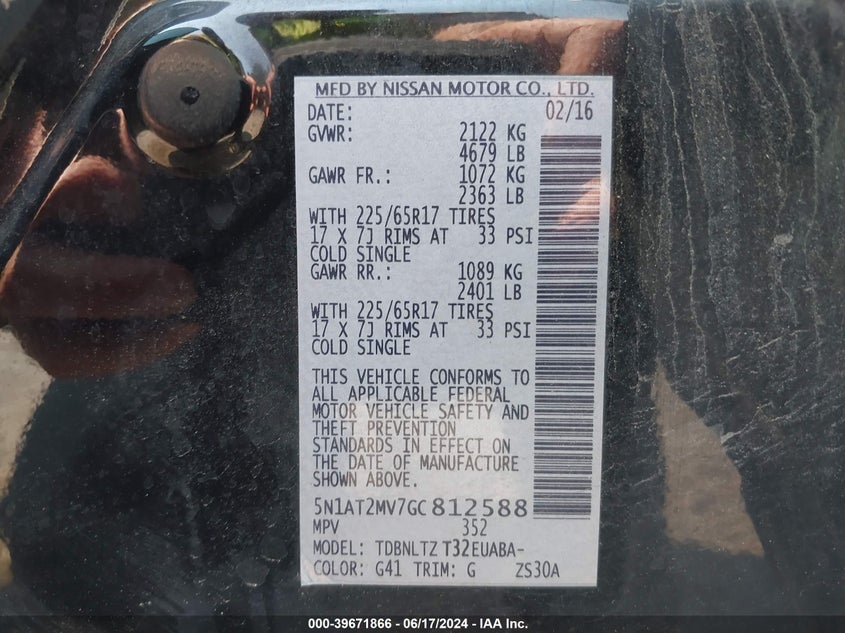 MFD BY NISSAN MOTOR CO., LTD.
DATE: 02/16
GVWR: 2122 KG
4679 LB
GAWR FR.: 1072 KG
2363 LB
WITH 225/65R17 TIRES
17 X 7J RIMS AT 33 PSI
COLD SINGLE
GAWR RR.: 1089 KG
2401 LB
WITH 225/65R17 TIRES
17 X 7J RIMS AT 33 PSI
COLD SINGLE
THIS VEHICLE CONFORMS TO
ALL APPLICABLE FEDERAL
MOTOR VEHICLE SAFETY AND
THEFT PREVENTION
STANDARDS IN EFFECT ON
THE DATE OF MANUFACTURE
SHOWN ABOVE.
5N1AT2MV7GC812588
MPV 352
MODEL: TDBNLTZ T32EUABA-
COLOR: G41 TRIM: G ZS30A
000-39671866 - 06/17/2024 - IAA Inc.